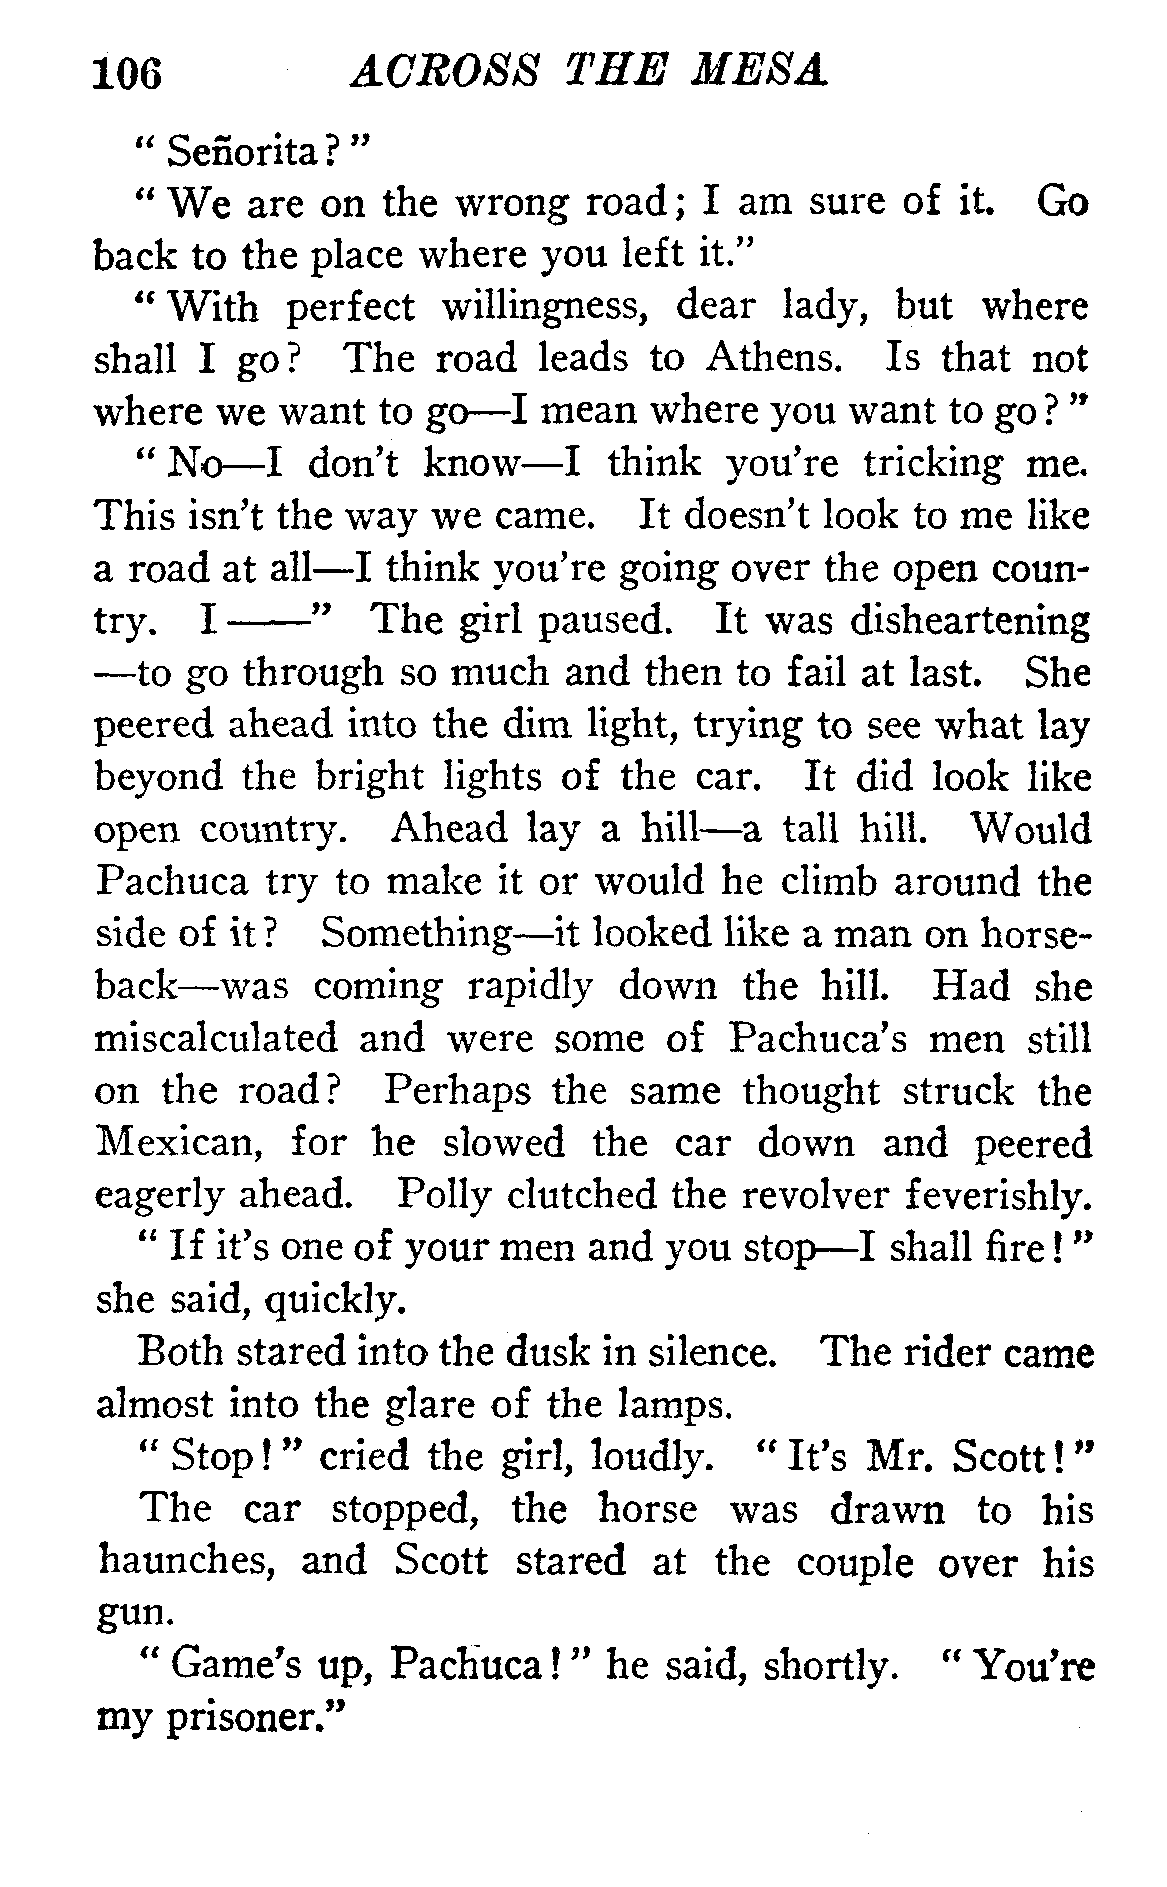 106 ACROSS THE MESA
“ Señorita? ”
“ We are on the wrong road; I am sure of it. Go
back to the place where you left it.”
“ With perfect willingness, dear lady, but where
shall I go? The road leads to Athens. Is that not
where we want to go—I mean where you want to go? ”
“ No—I don’t know—I think you’re tricking me.
This isn’t the way we came. It doesn’t look to me like
a road at all—I think you’re going over the open coun-
try. I——” The girl paused. It was disheartening
—to go through so much and then to fail at last. She
peered ahead into the dim light, trying to see what lay
beyond the bright lights of the car. It did look like
open country. Ahead lay a hill—a tall hill. Would
Pachuca try to make it or would he climb around the
side of it? Something—it looked like a man on horse-
back—was coming rapidly down the hill. Had she
miscalculated and were some of Pachuca’s men still
on the road? Perhaps the same thought struck the
Mexican, for he slowed the car down and peered
eagerly ahead. Polly clutched the revolver feverishly.
“ If it’s one of your men and you stop—I shall fire! ”
she said, quickly.
Both stared into the dusk in silence. The rider came
almost into the glare of the lamps.
“ Stop! ” cried the girl, loudly. “ It’s Mr. Scott! ”
The car stopped, the horse was drawn to his
haunches, and Scott stared at the couple over his
gun.
“ Game’s up, Pachuca! ” he said, shortly. “ You’re
my prisoner.”